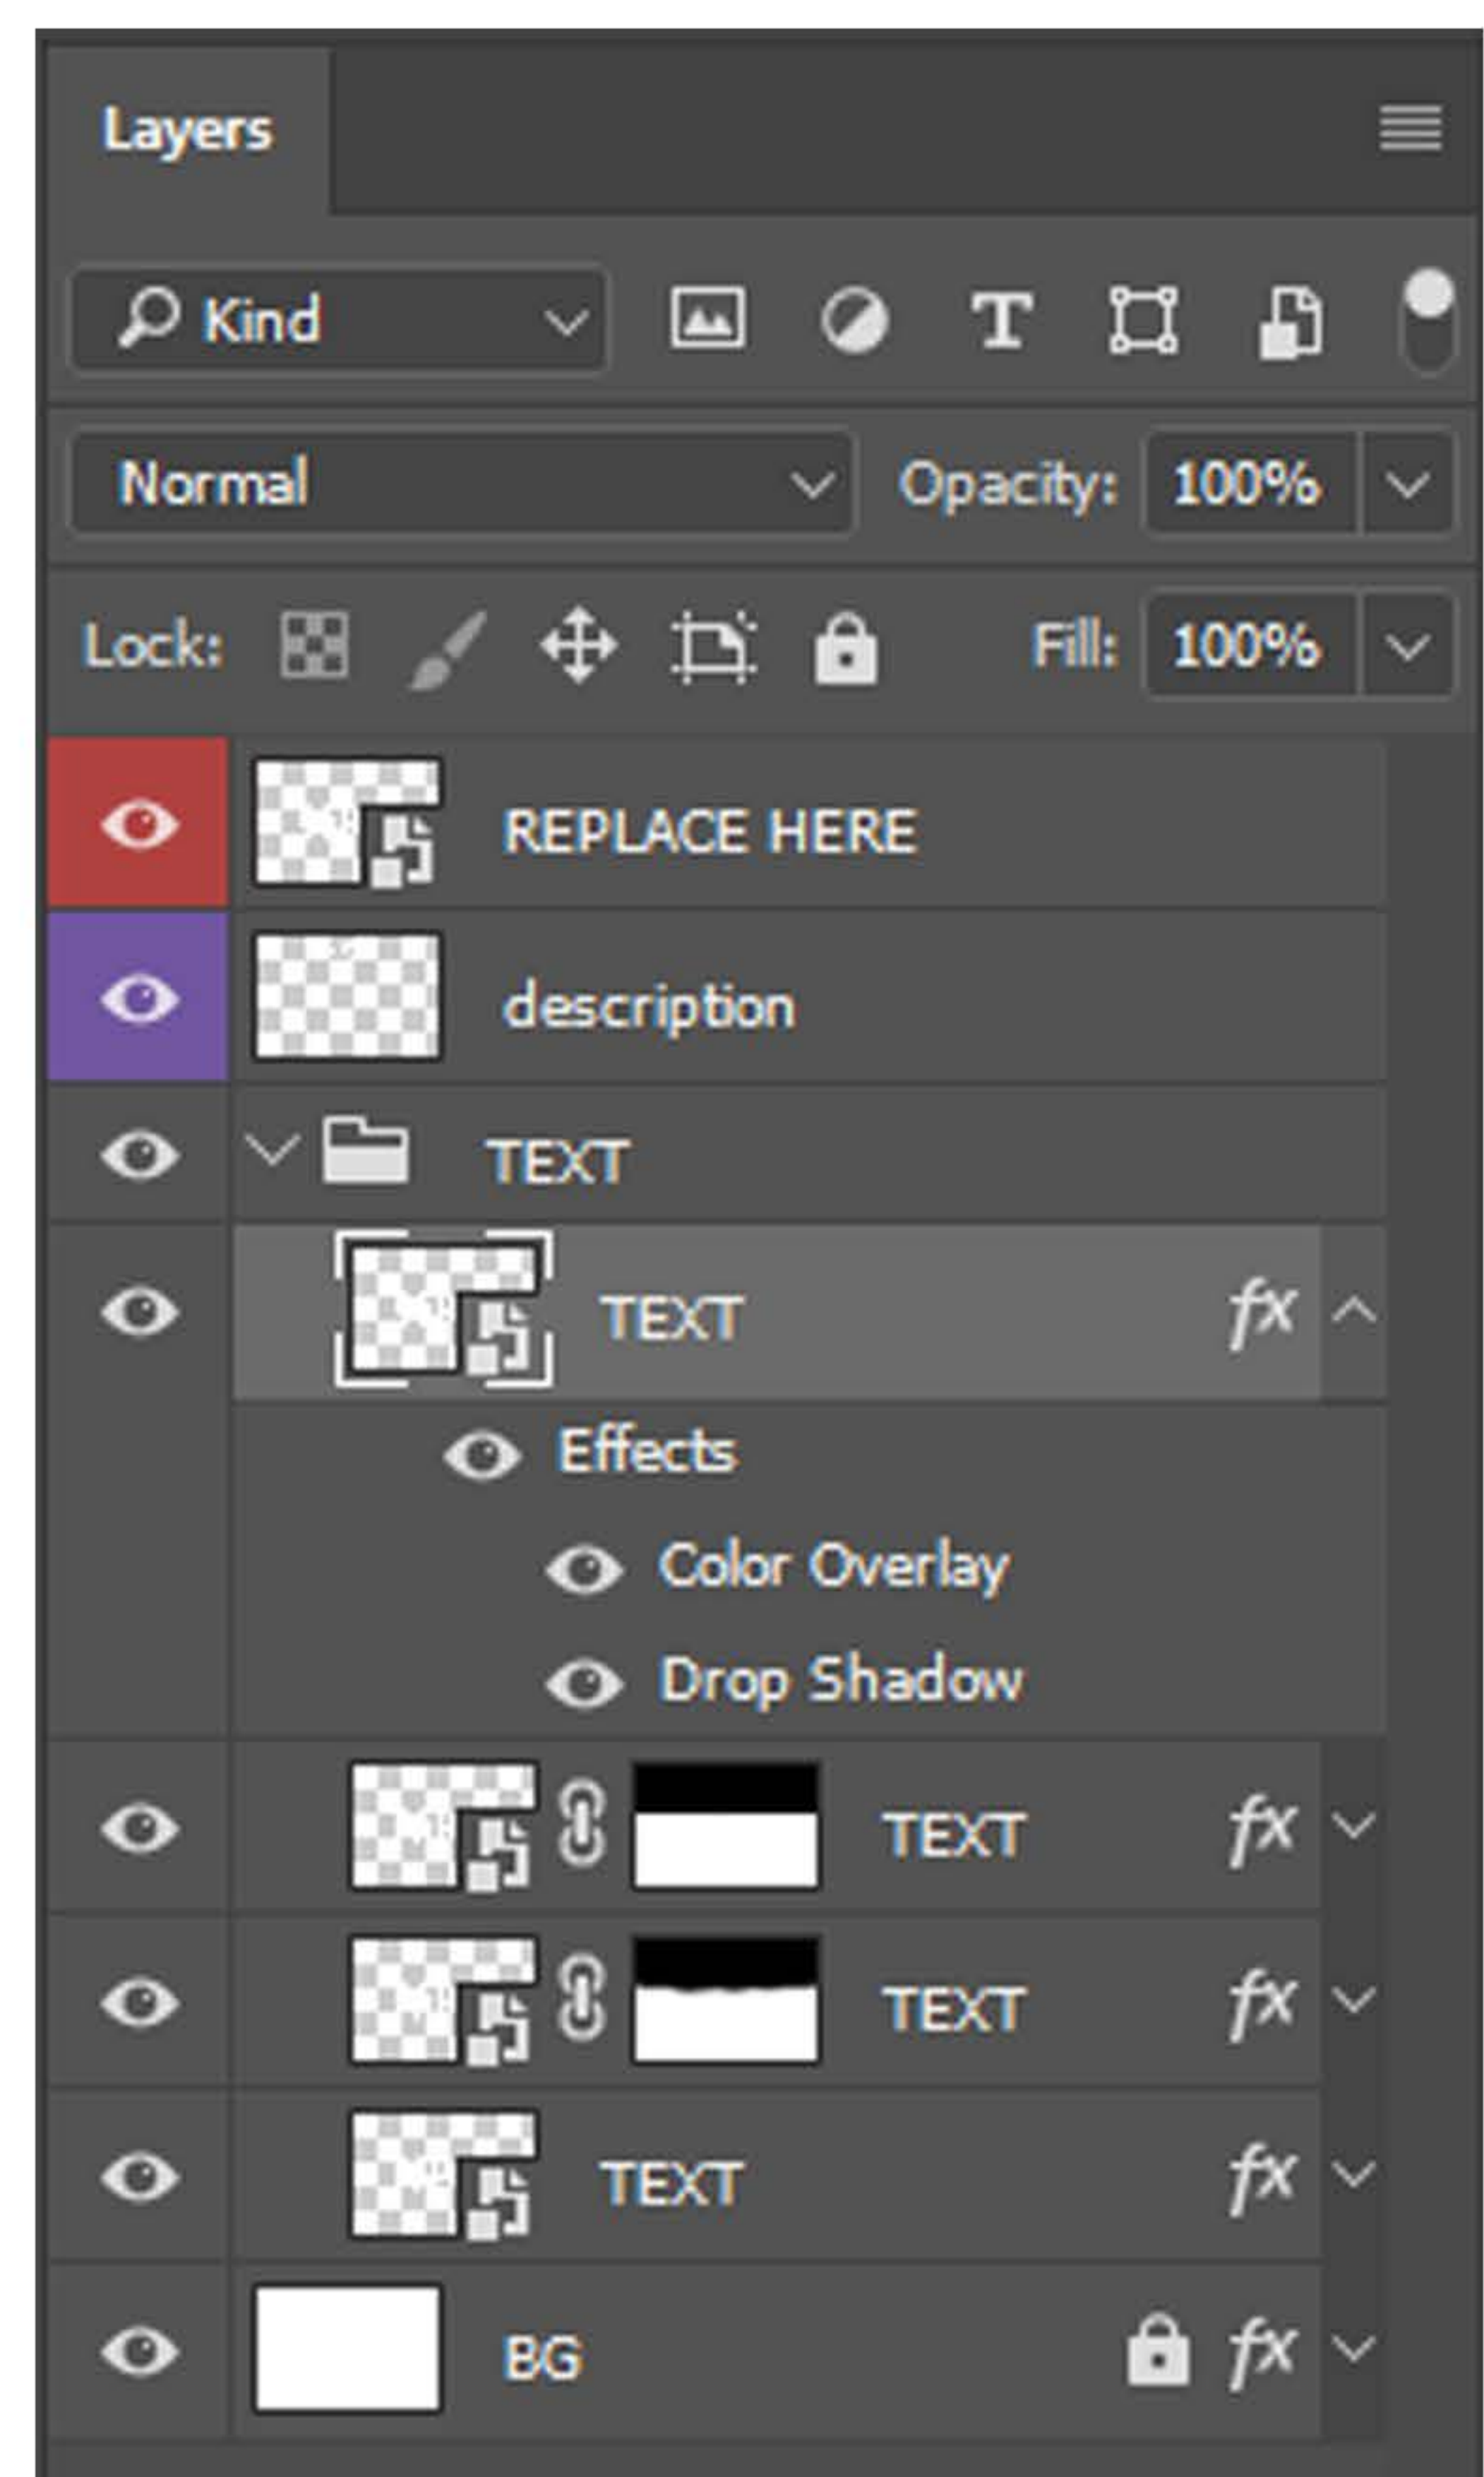 Layers
Kind
Normal Opacity: 100%
Lock: Fill: 100%
REPLACE HERE
description
TEXT
TEXT fx
Effects
Color Overlay
Drop Shadow
TEXT fx
TEXT fx
TEXT fx
BG fx